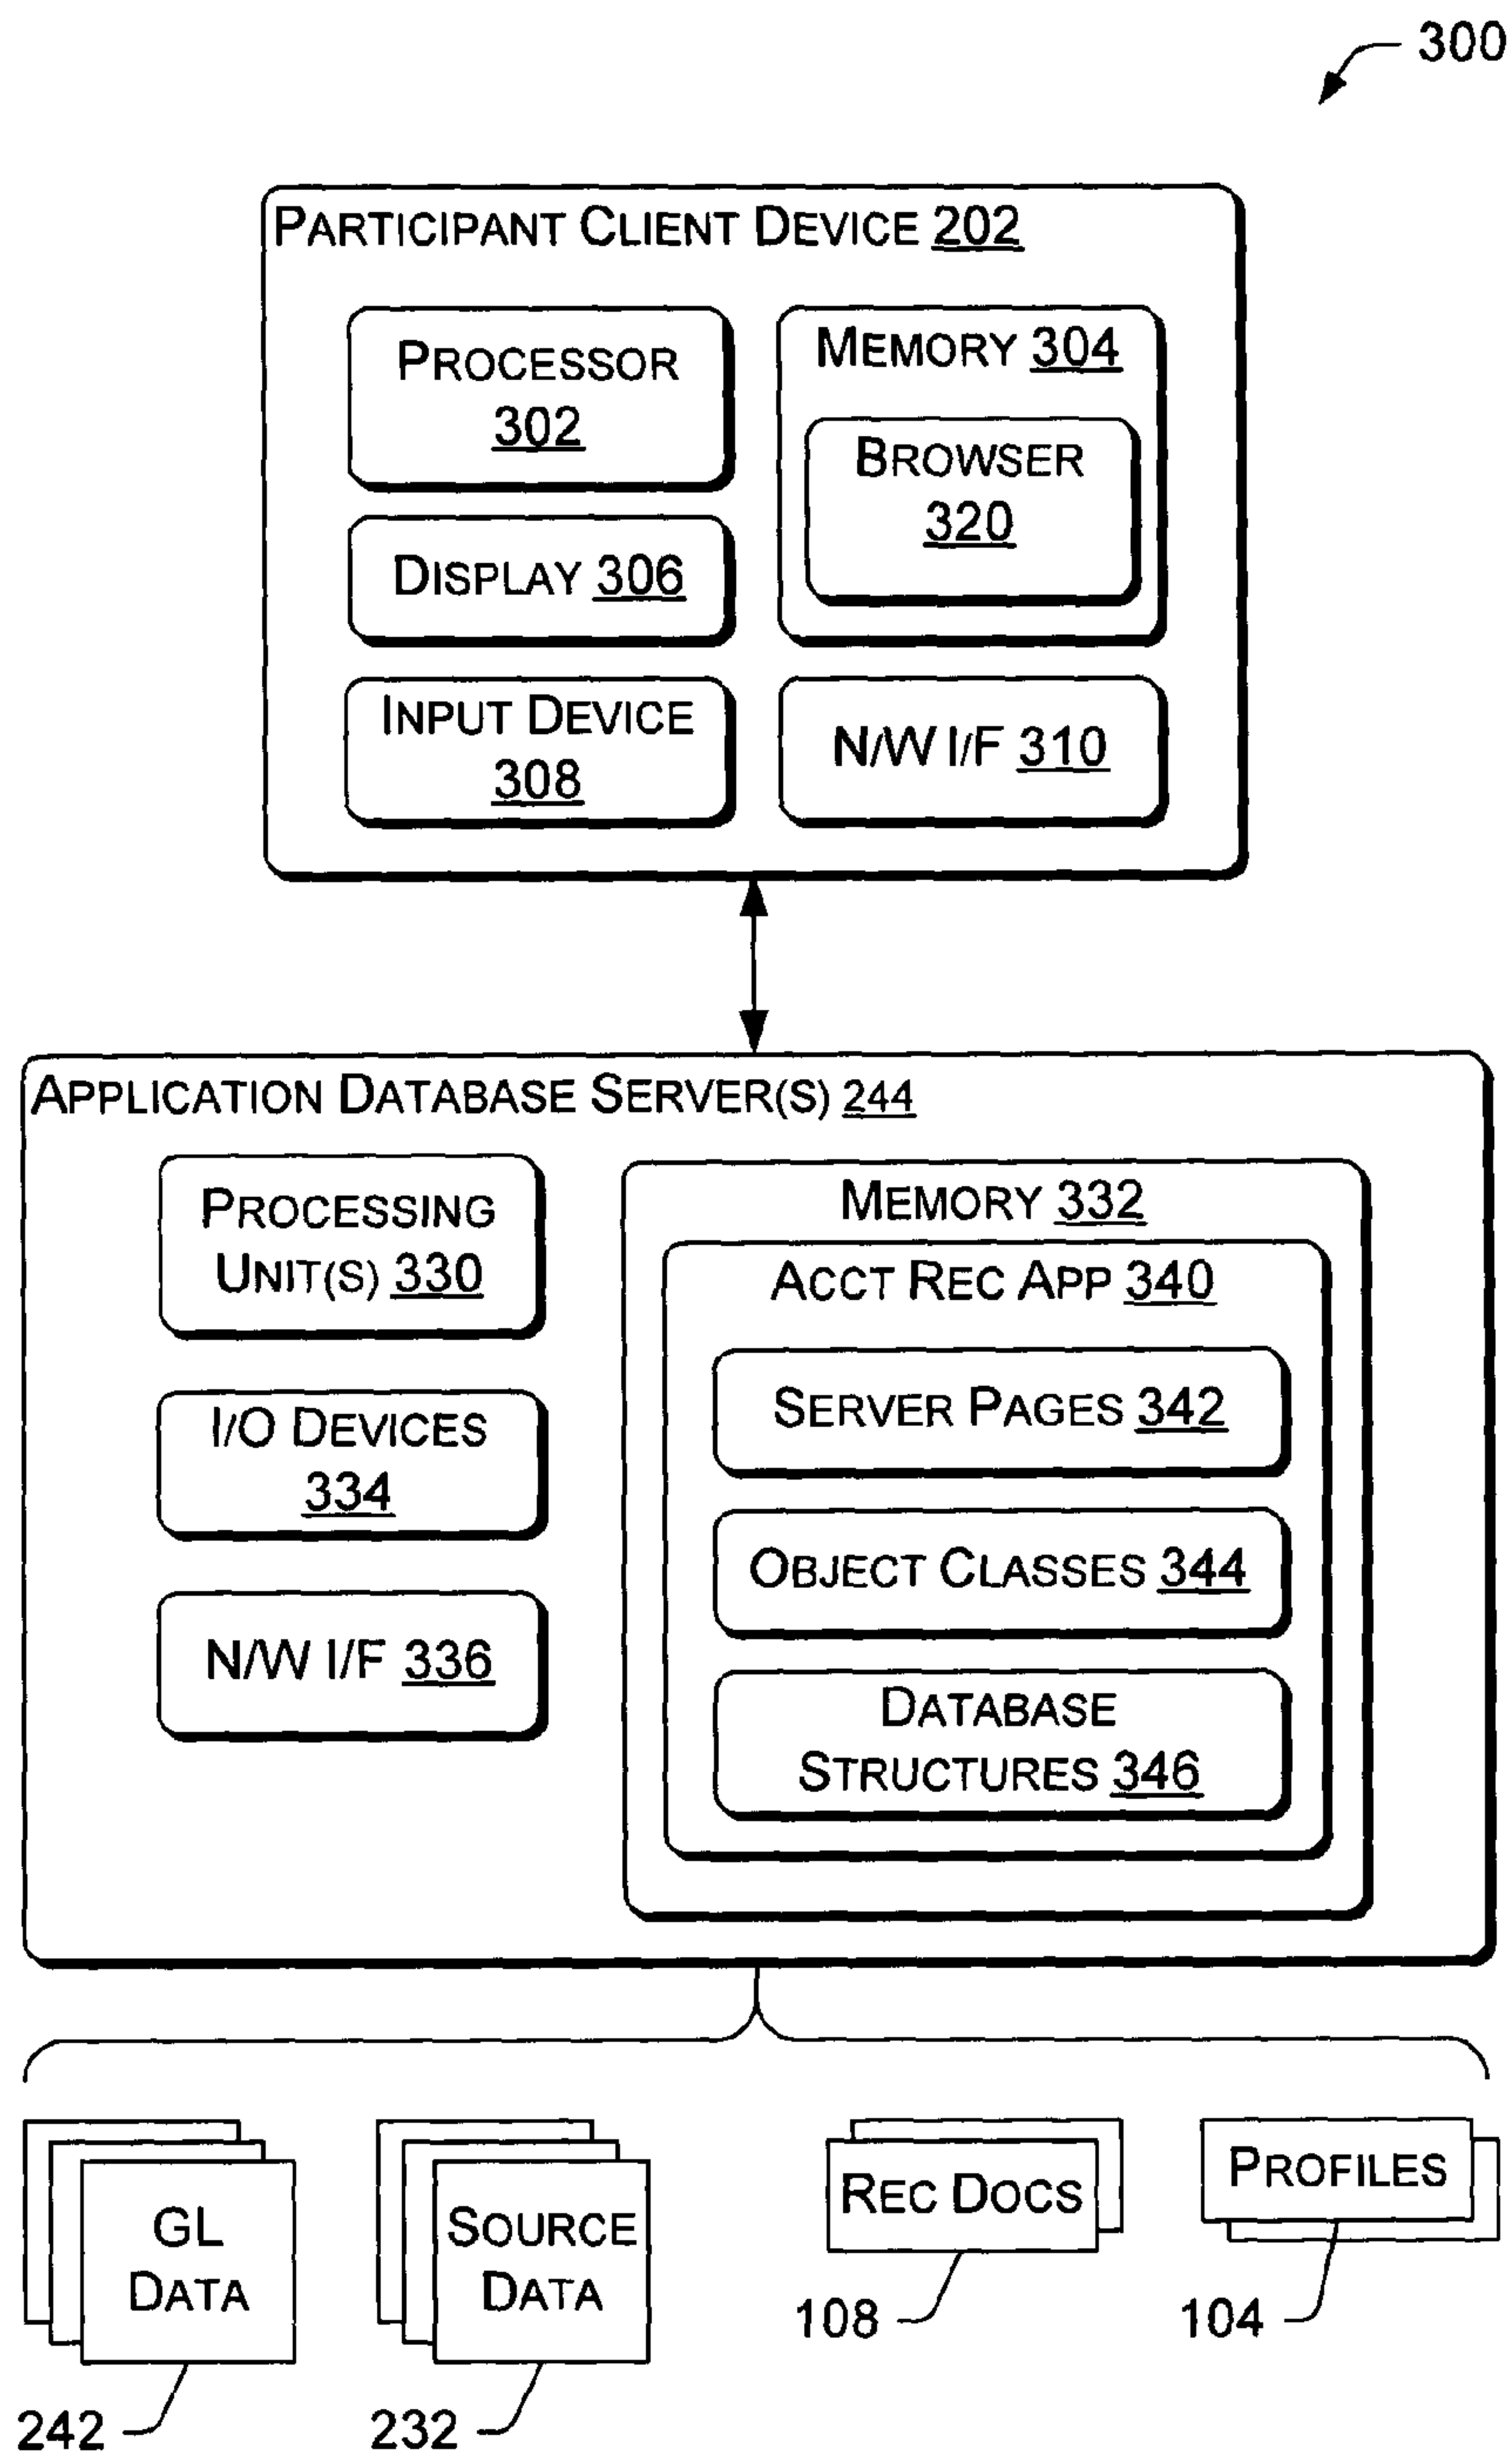 300
PARTICIPANT CLIENT DEVICE 202
PROCESSOR
302
MEMORY 304
BROWSER
320
DISPLAY 306
INPUT DEVICE
308
N/W I/F 310
APPLICATION DATABASE SERVER(S) 244
PROCESSING
UNIT(S) 330
I/O DEVICES
334
N/W I/F 336
MEMORY 332
ACCT REC APP 340
SERVER PAGES 342
OBJECT CLASSES 344
DATABASE
STRUCTURES 346
GL
DATA
242
SOURCE
DATA
232
REC DOCS
108
PROFILES
104